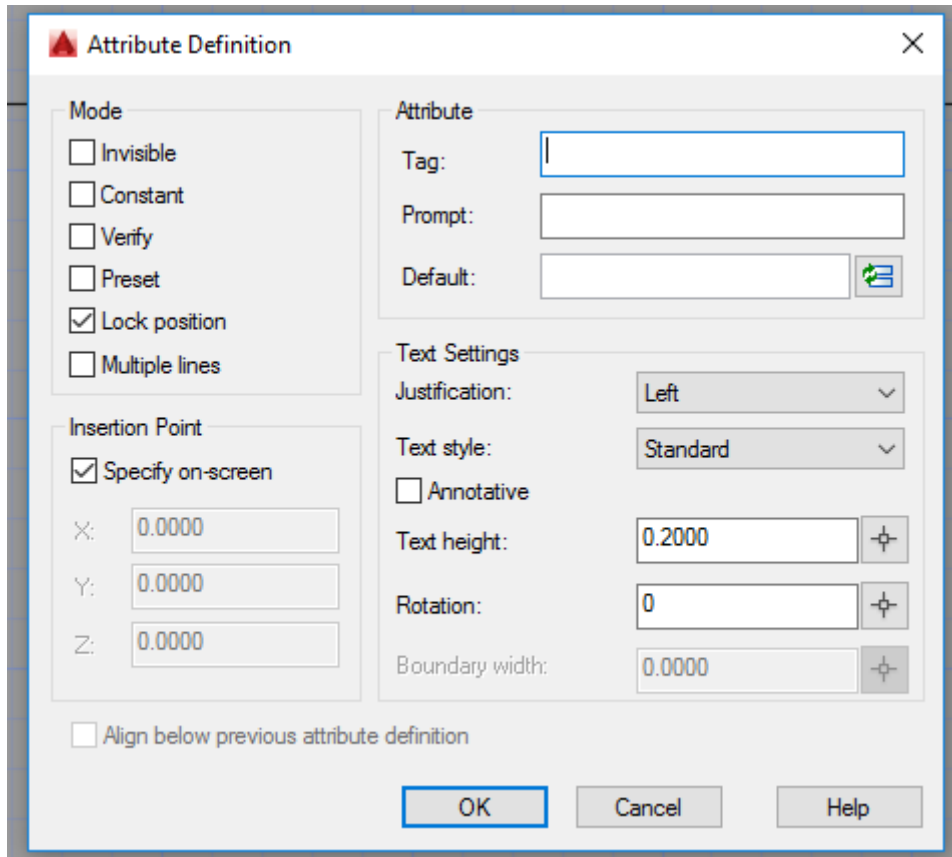 Attribute Definition
Mode
Invisible
Constant
Verify
Preset
Lock position
Multiple lines
Insertion Point
Specify on-screen
X: 0.0000
Y: 0.0000
Z: 0.0000
Attribute
Tag:
Prompt:
Default:
Text Settings
Justification: Left
Text style: Standard
Annotative
Text height: 0.2000
Rotation: 0
Boundary width: 0.0000
Align below previous attribute definition
OK Cancel Help